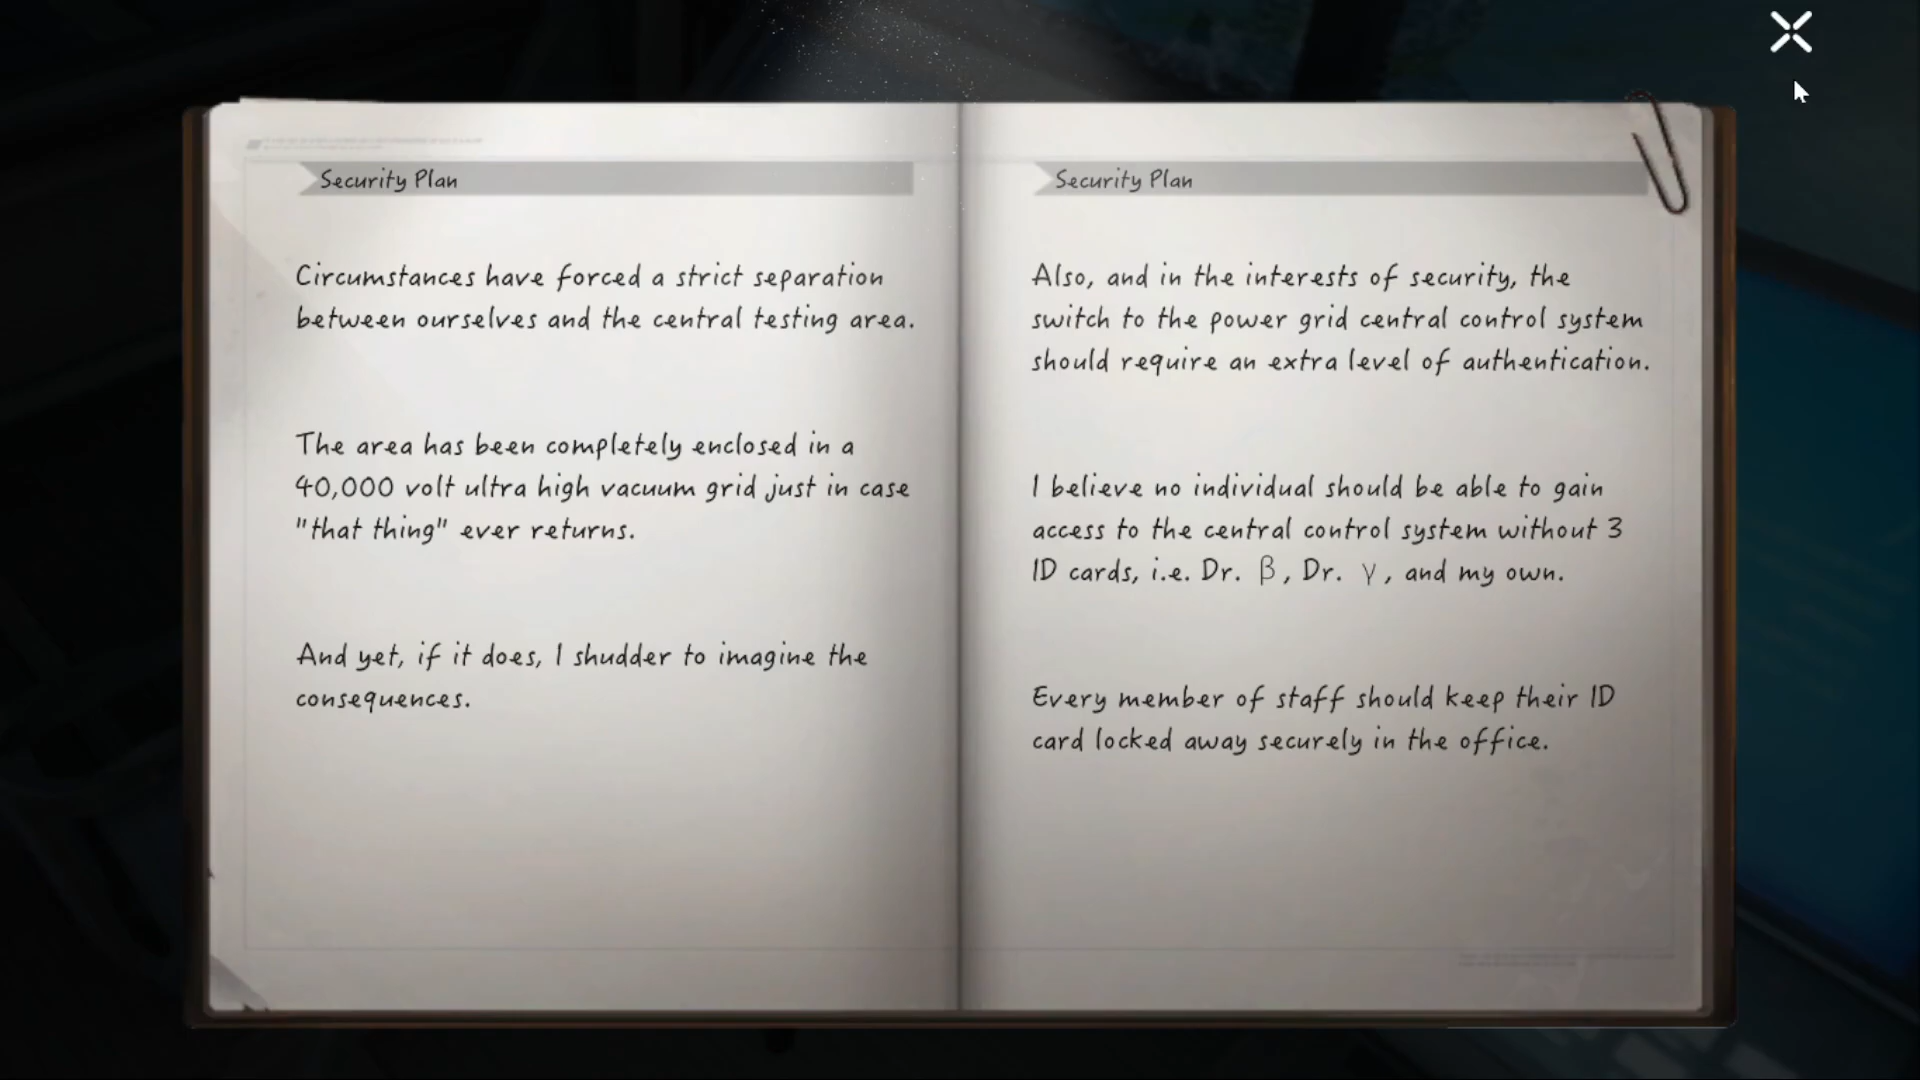 Security Plan
Circumstances have forced a strict separation
between ourselves and the central testing area.
The area has been completely enclosed in a
40,000 volt ultra high vacuum grid just in case
"that thing" ever returns.
And yet, if it does, I shudder to imagine the
consequences.
Security Plan
Also, and in the interests of security, the
switch to the power grid central control system
should require an extra level of authentication.
I believe no individual should be able to gain
access to the central control system without 3
ID cards, i.e. Dr. β, Dr. γ, and my own.
Every member of staff should keep their ID
card locked away securely in the office.